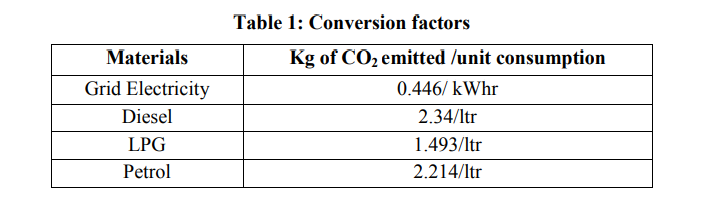 Table 1: Conversion factors
Materials Kg of CO2 emitted /unit consumption
Grid Electricity 0.446/ kWhr
Diesel 2.34/ltr
LPG 1.493/ltr
Petrol 2.214/ltr